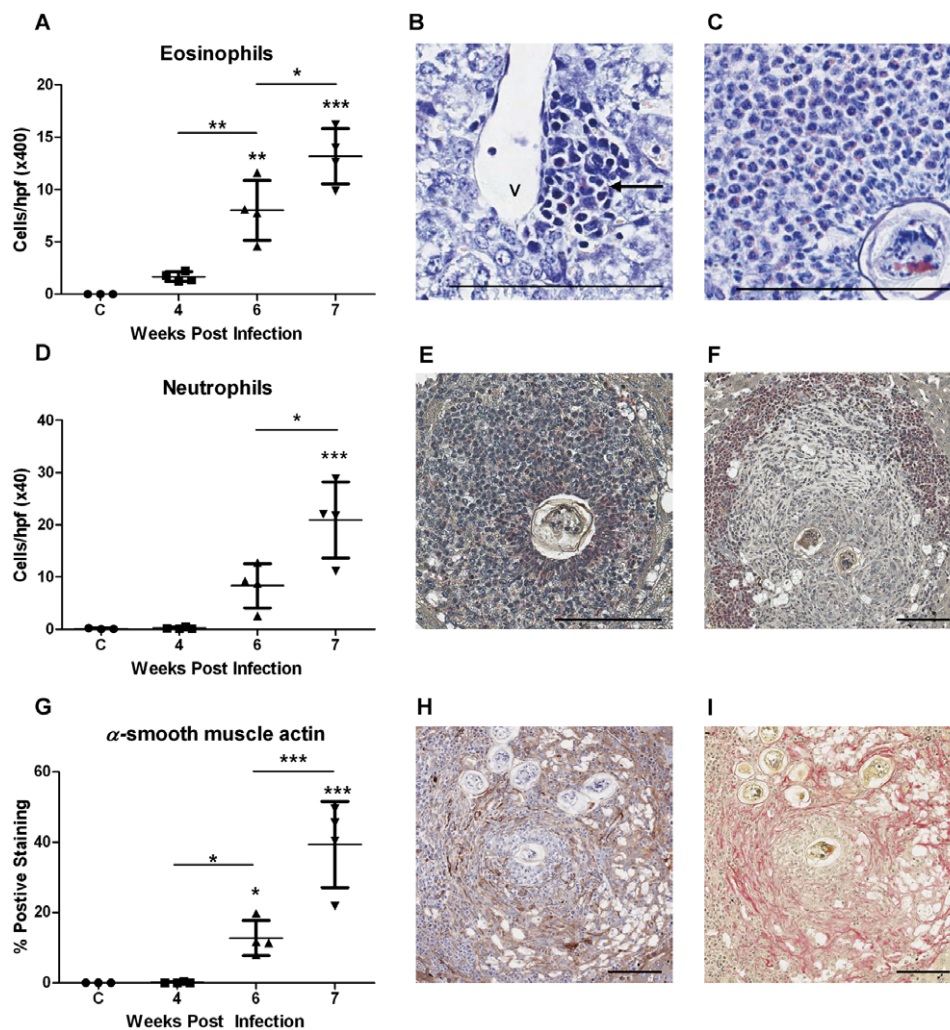 A
Eosinophils
Cells/hpf (x400)
20
15
10
5
0
**
**
*
***
C 4 6 7
Weeks Post Infection
B
V
C
D
Neutrophils
Cells/hpf (x40)
40
30
20
10
0
*
***
C 4 6 7
Weeks Post Infection
E
F
G
α-smooth muscle actin
% Postive Staining
60
40
20
0
*
*
***
***
C 4 6 7
Weeks Post Infection
H
I